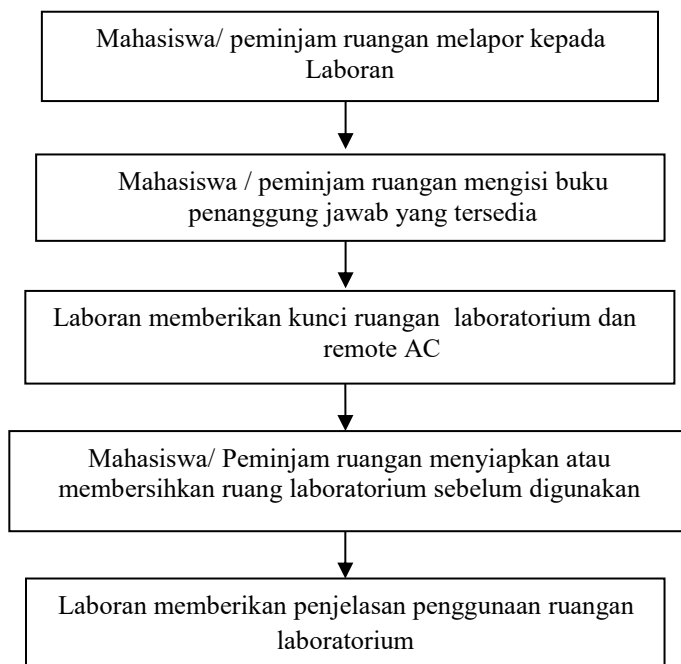 Mahasiswa/ peminjam ruangan melapor kepada
Laboran
Mahasiswa / peminjam ruangan mengisi buku
penanggung jawab yang tersedia
Laboran memberikan kunci ruangan laboratorium dan
remote AC
Mahasiswa/ Peminjam ruangan menyiapkan atau
membersihkan ruang laboratorium sebelum digunakan
Laboran memberikan penjelasan penggunaan ruangan
laboratorium